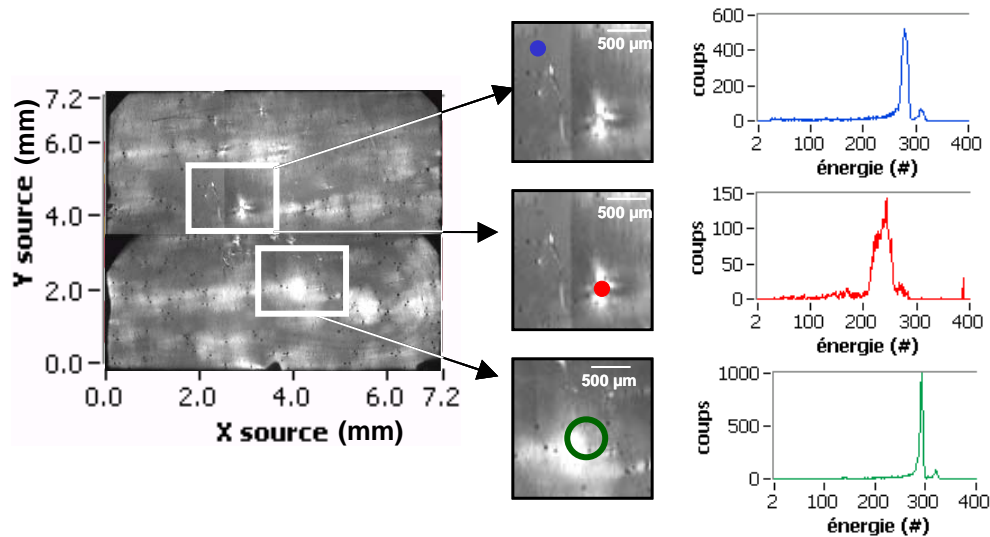 Y source (mm)
7.2
6.0
4.0
2.0
0.0
0.0 2.0 4.0 6.0 7.2
X source (mm)
500 µm
coups
600
400
200
0
2 100 200 300 400
énergie (#)
500 µm
coups
150
100
50
0
2 100 200 300 400
énergie (#)
500 µm
coups
1000
500
0
2 100 200 300 400
énergie (#)